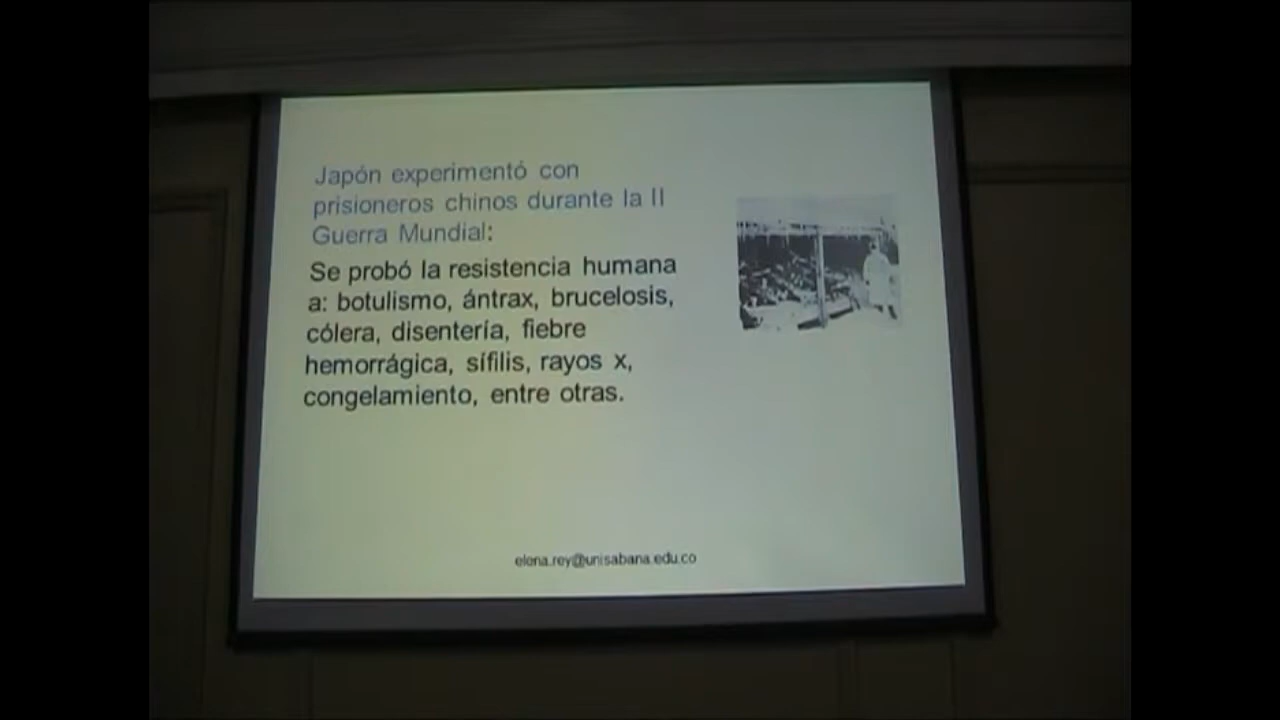 Japón experimentó con
prisioneros chinos durante la II
Guerra Mundial:
Se probó la resistencia humana
a: botulismo, ántrax, brucelosis,
cólera, disentería, fiebre
hemorrágica, sífilis, rayos x,
congelamiento, entre otras.
elena.rey@unisabana.edu.co